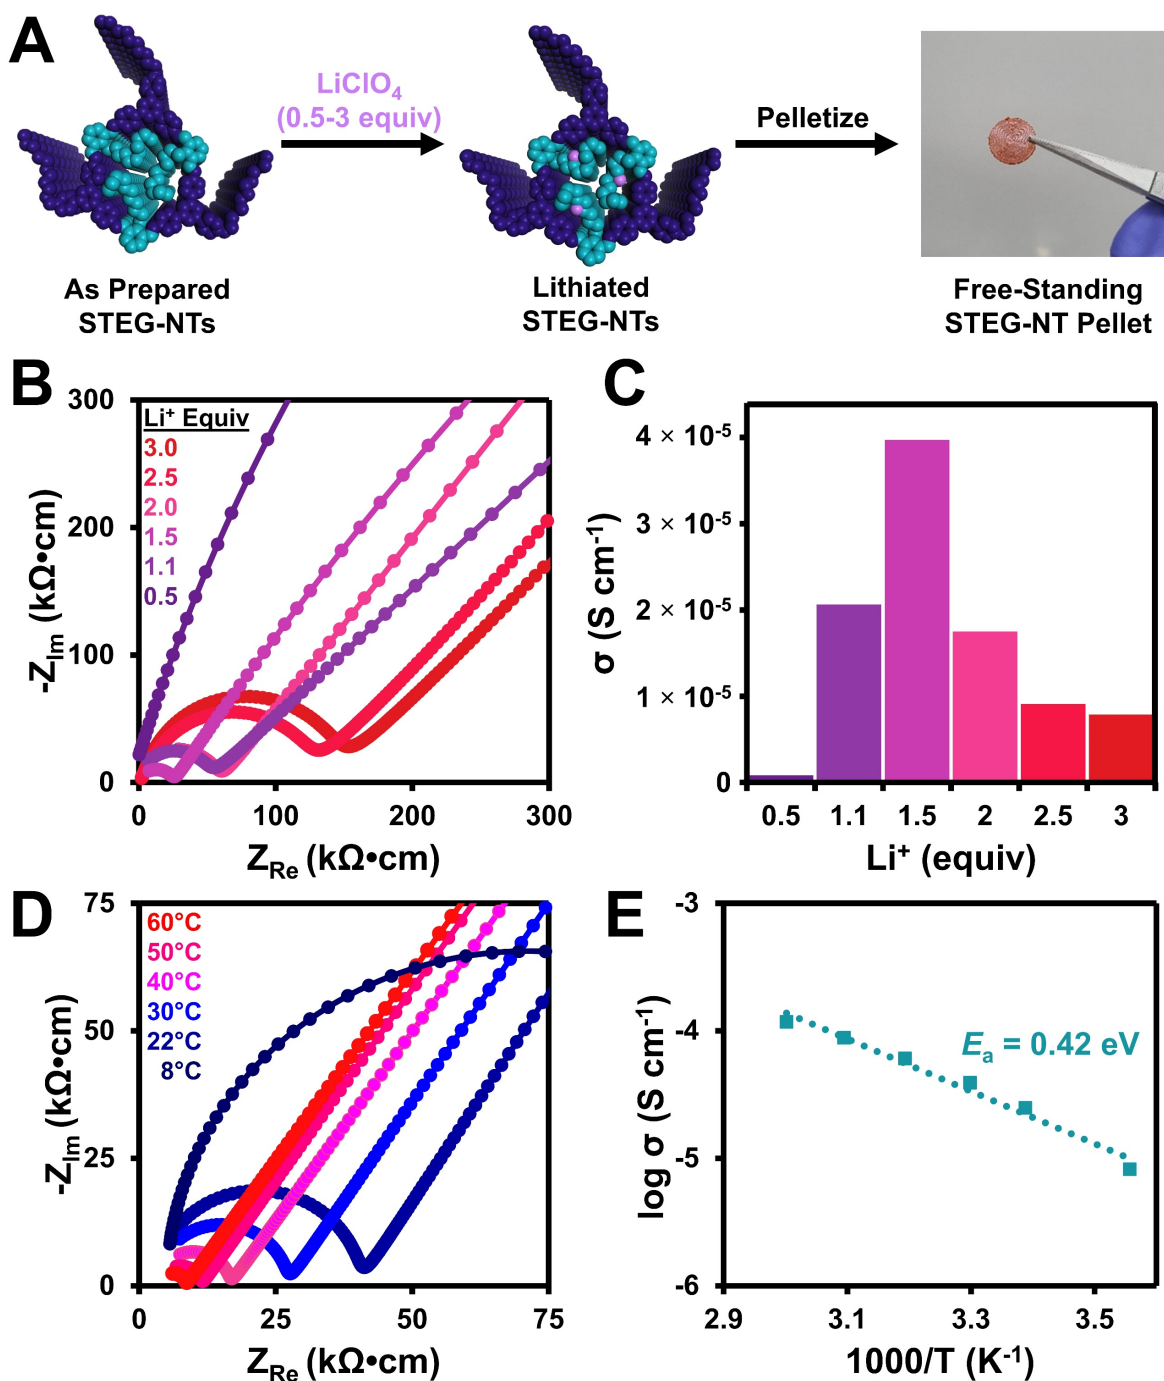 A
LiClO₄
(0.5-3 equiv)
Pelletize
As Prepared
STEG-NTs
Lithiated
STEG-NTs
Free-Standing
STEG-NT Pellet
B
-Z_Im (kΩ•cm)
300
200
100
0
Li⁺ Equiv
3.0
2.5
2.0
1.5
1.1
0.5
0 100 200 300
Z_Re (kΩ•cm)
C
σ (S cm⁻¹)
4 × 10⁻⁵
3 × 10⁻⁵
2 × 10⁻⁵
1 × 10⁻⁵
0
0.5 1.1 1.5 2 2.5 3
Li⁺ (equiv)
D
-Z_Im (kΩ•cm)
75
50
25
0
60°C
50°C
40°C
30°C
22°C
8°C
0 25 50 75
Z_Re (kΩ•cm)
E
log σ (S cm⁻¹)
-3
-4
-5
-6
Eₐ = 0.42 eV
2.9 3.1 3.3 3.5
1000/T (K⁻¹)